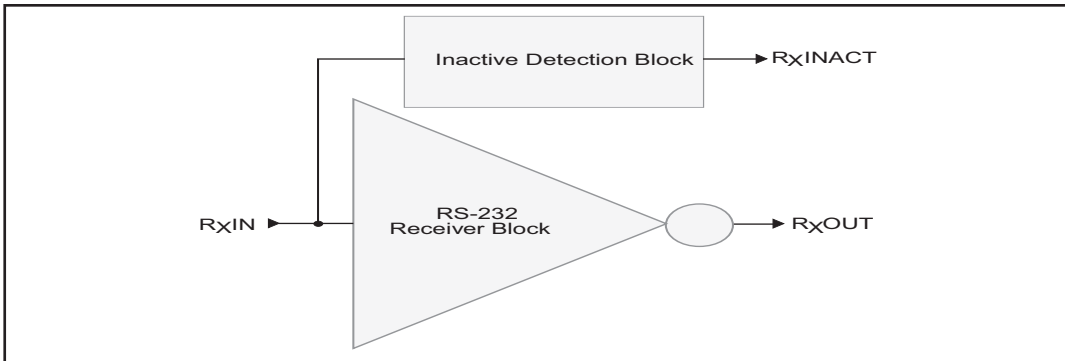 Inactive Detection Block
RXINACT
RXIN
RS-232
Receiver Block
RXOUT